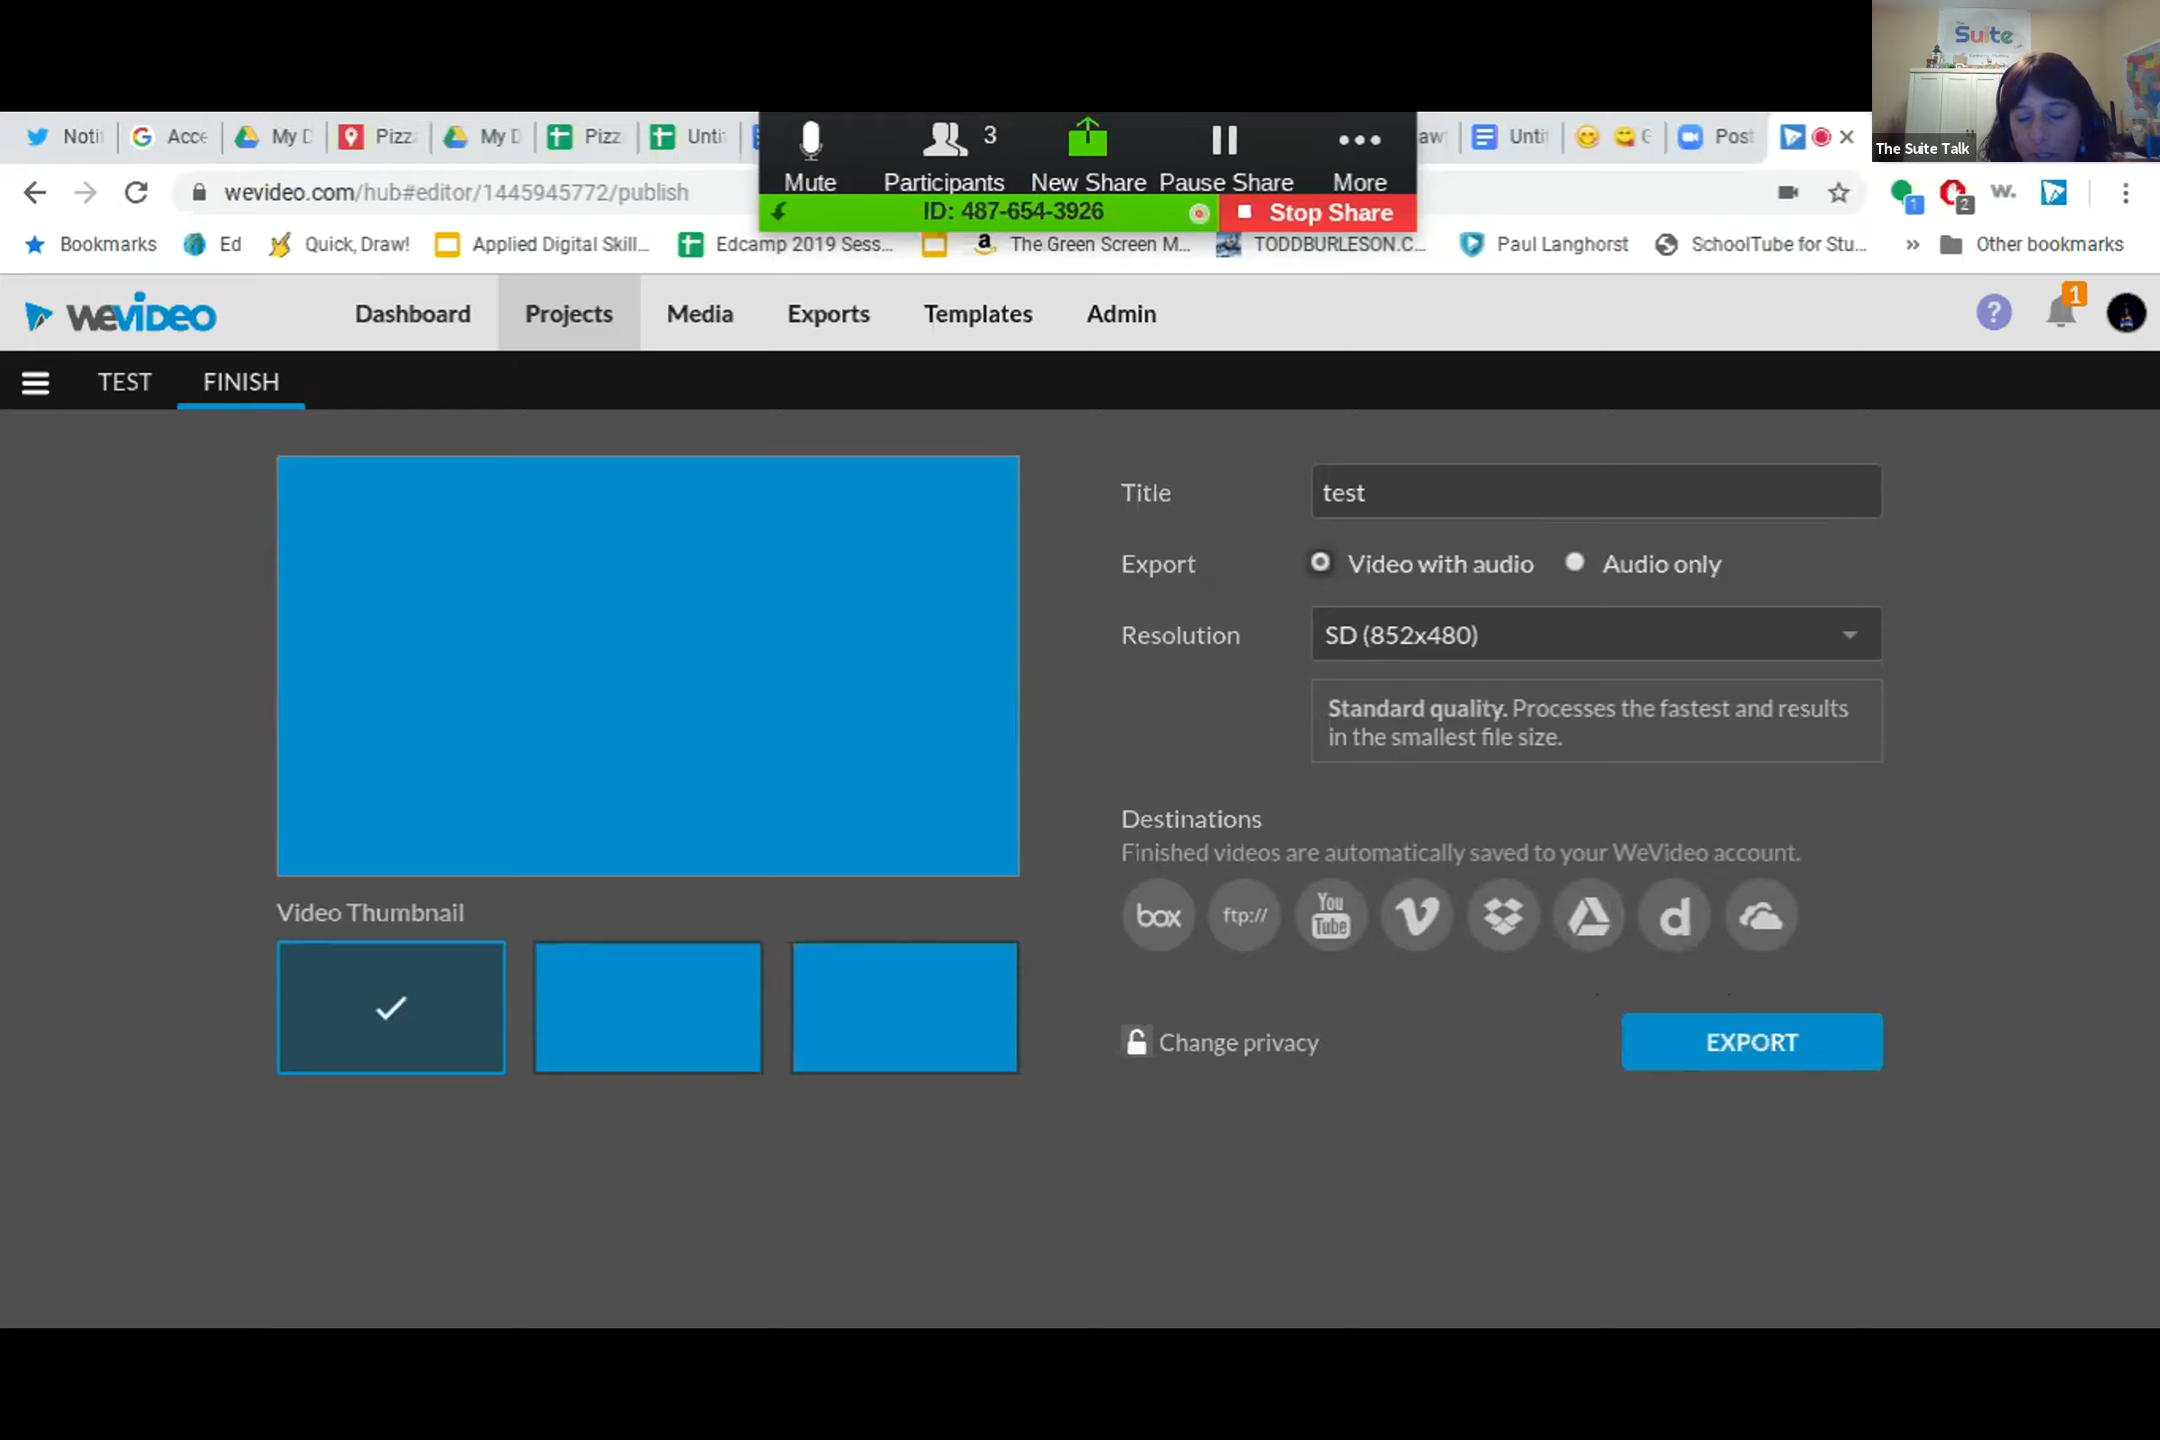 Suite
The Suite Talk
Noti
Acce
My D
Pizz
My D
Pizz
Unti
aw
Unti
G
Post
Mute
Participants
3
New Share
Pause Share
More
wevideo.com/hub#editor/1445945772/publish
ID: 487-654-3926
Stop Share
1
2
w.
Bookmarks
Ed
Quick, Draw!
Applied Digital Skill...
Edcamp 2019 Sess...
The Green Screen M...
TODDBURLESON.C...
Paul Langhorst
SchoolTube for Stu...
»
Other bookmarks
WEVIDEO
Dashboard
Projects
Media
Exports
Templates
Admin
?
1
TEST
FINISH
Title
test
Export
Video with audio
Audio only
Resolution
SD (852x480)
Standard quality. Processes the fastest and results
in the smallest file size.
Destinations
Finished videos are automatically saved to your WeVideo account.
box
ftp://
You
Tube
Video Thumbnail
Change privacy
EXPORT